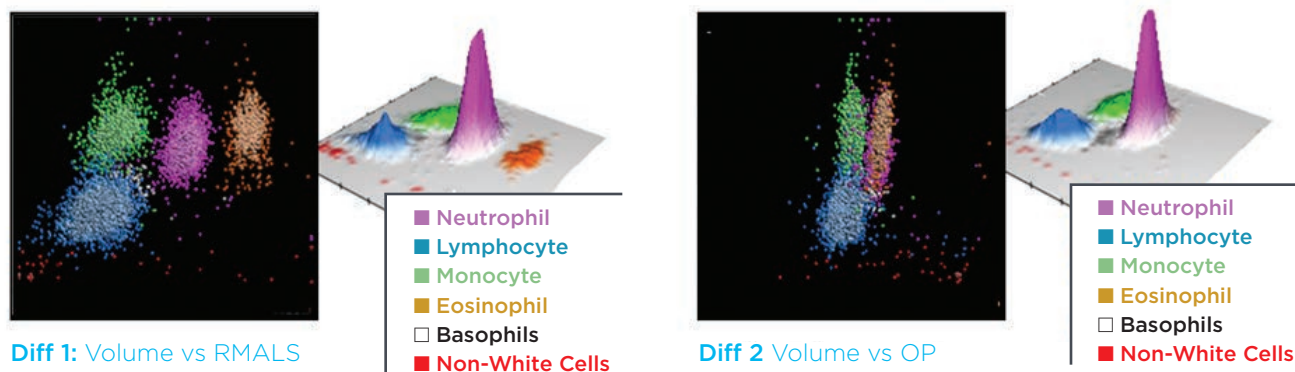 Neutrophil
Lymphocyte
Monocyte
Eosinophil
Basophils
Non-White Cells
Diff 1: Volume vs RMALS
Neutrophil
Lymphocyte
Monocyte
Eosinophil
Basophils
Non-White Cells
Diff 2 Volume vs OP